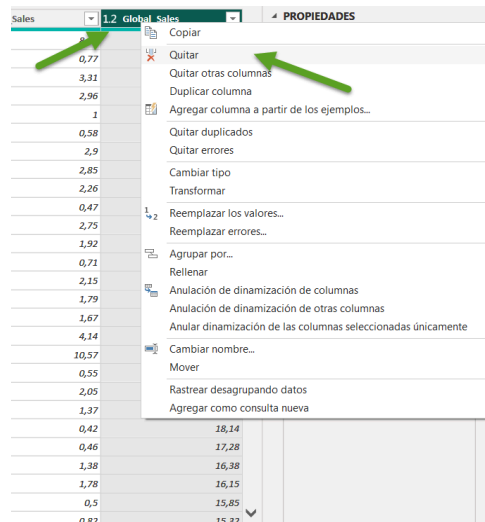 Sales 1.2 Global_Sales PROPIEDADES
Copiar
0,77 Quitar
3,31 Quitar otras columnas
2,96 Duplicar columna
1 Agregar columna a partir de los ejemplos...
0,58 Quitar duplicados
2,9 Quitar errores
2,85 Cambiar tipo
2,26 Transformar
0,47 Reemplazar los valores...
2,75 Reemplazar errores...
1,92
0,71 Agrupar por...
2,15 Rellenar
1,79 Anulación de dinamización de columnas
1,67 Anulación de dinamización de otras columnas
4,14 Anular dinamización de las columnas seleccionadas únicamente
10,57 Cambiar nombre...
0,55 Mover
2,05 Rastrear desagrupando datos
1,37 Agregar como consulta nueva
0,42 18,14
0,46 17,28
1,38 16,38
1,78 16,15
0,5 15,85
0,82 15,32